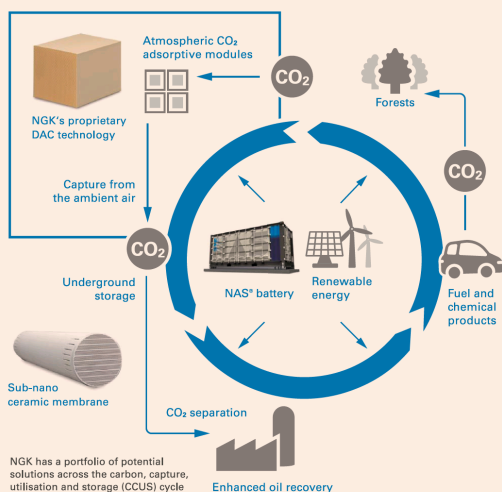 Atmospheric CO₂
adsorptive modules
CO₂
Forests
NGK's proprietary
DAC technology
CO₂
Capture from
the ambient air
CO₂
NAS® battery
Renewable
energy
Underground
storage
Fuel and
chemical
products
Sub-nano
ceramic membrane
CO₂ separation
NGK has a portfolio of potential
solutions across the carbon, capture,
utilisation and storage (CCUS) cycle
Enhanced oil recovery